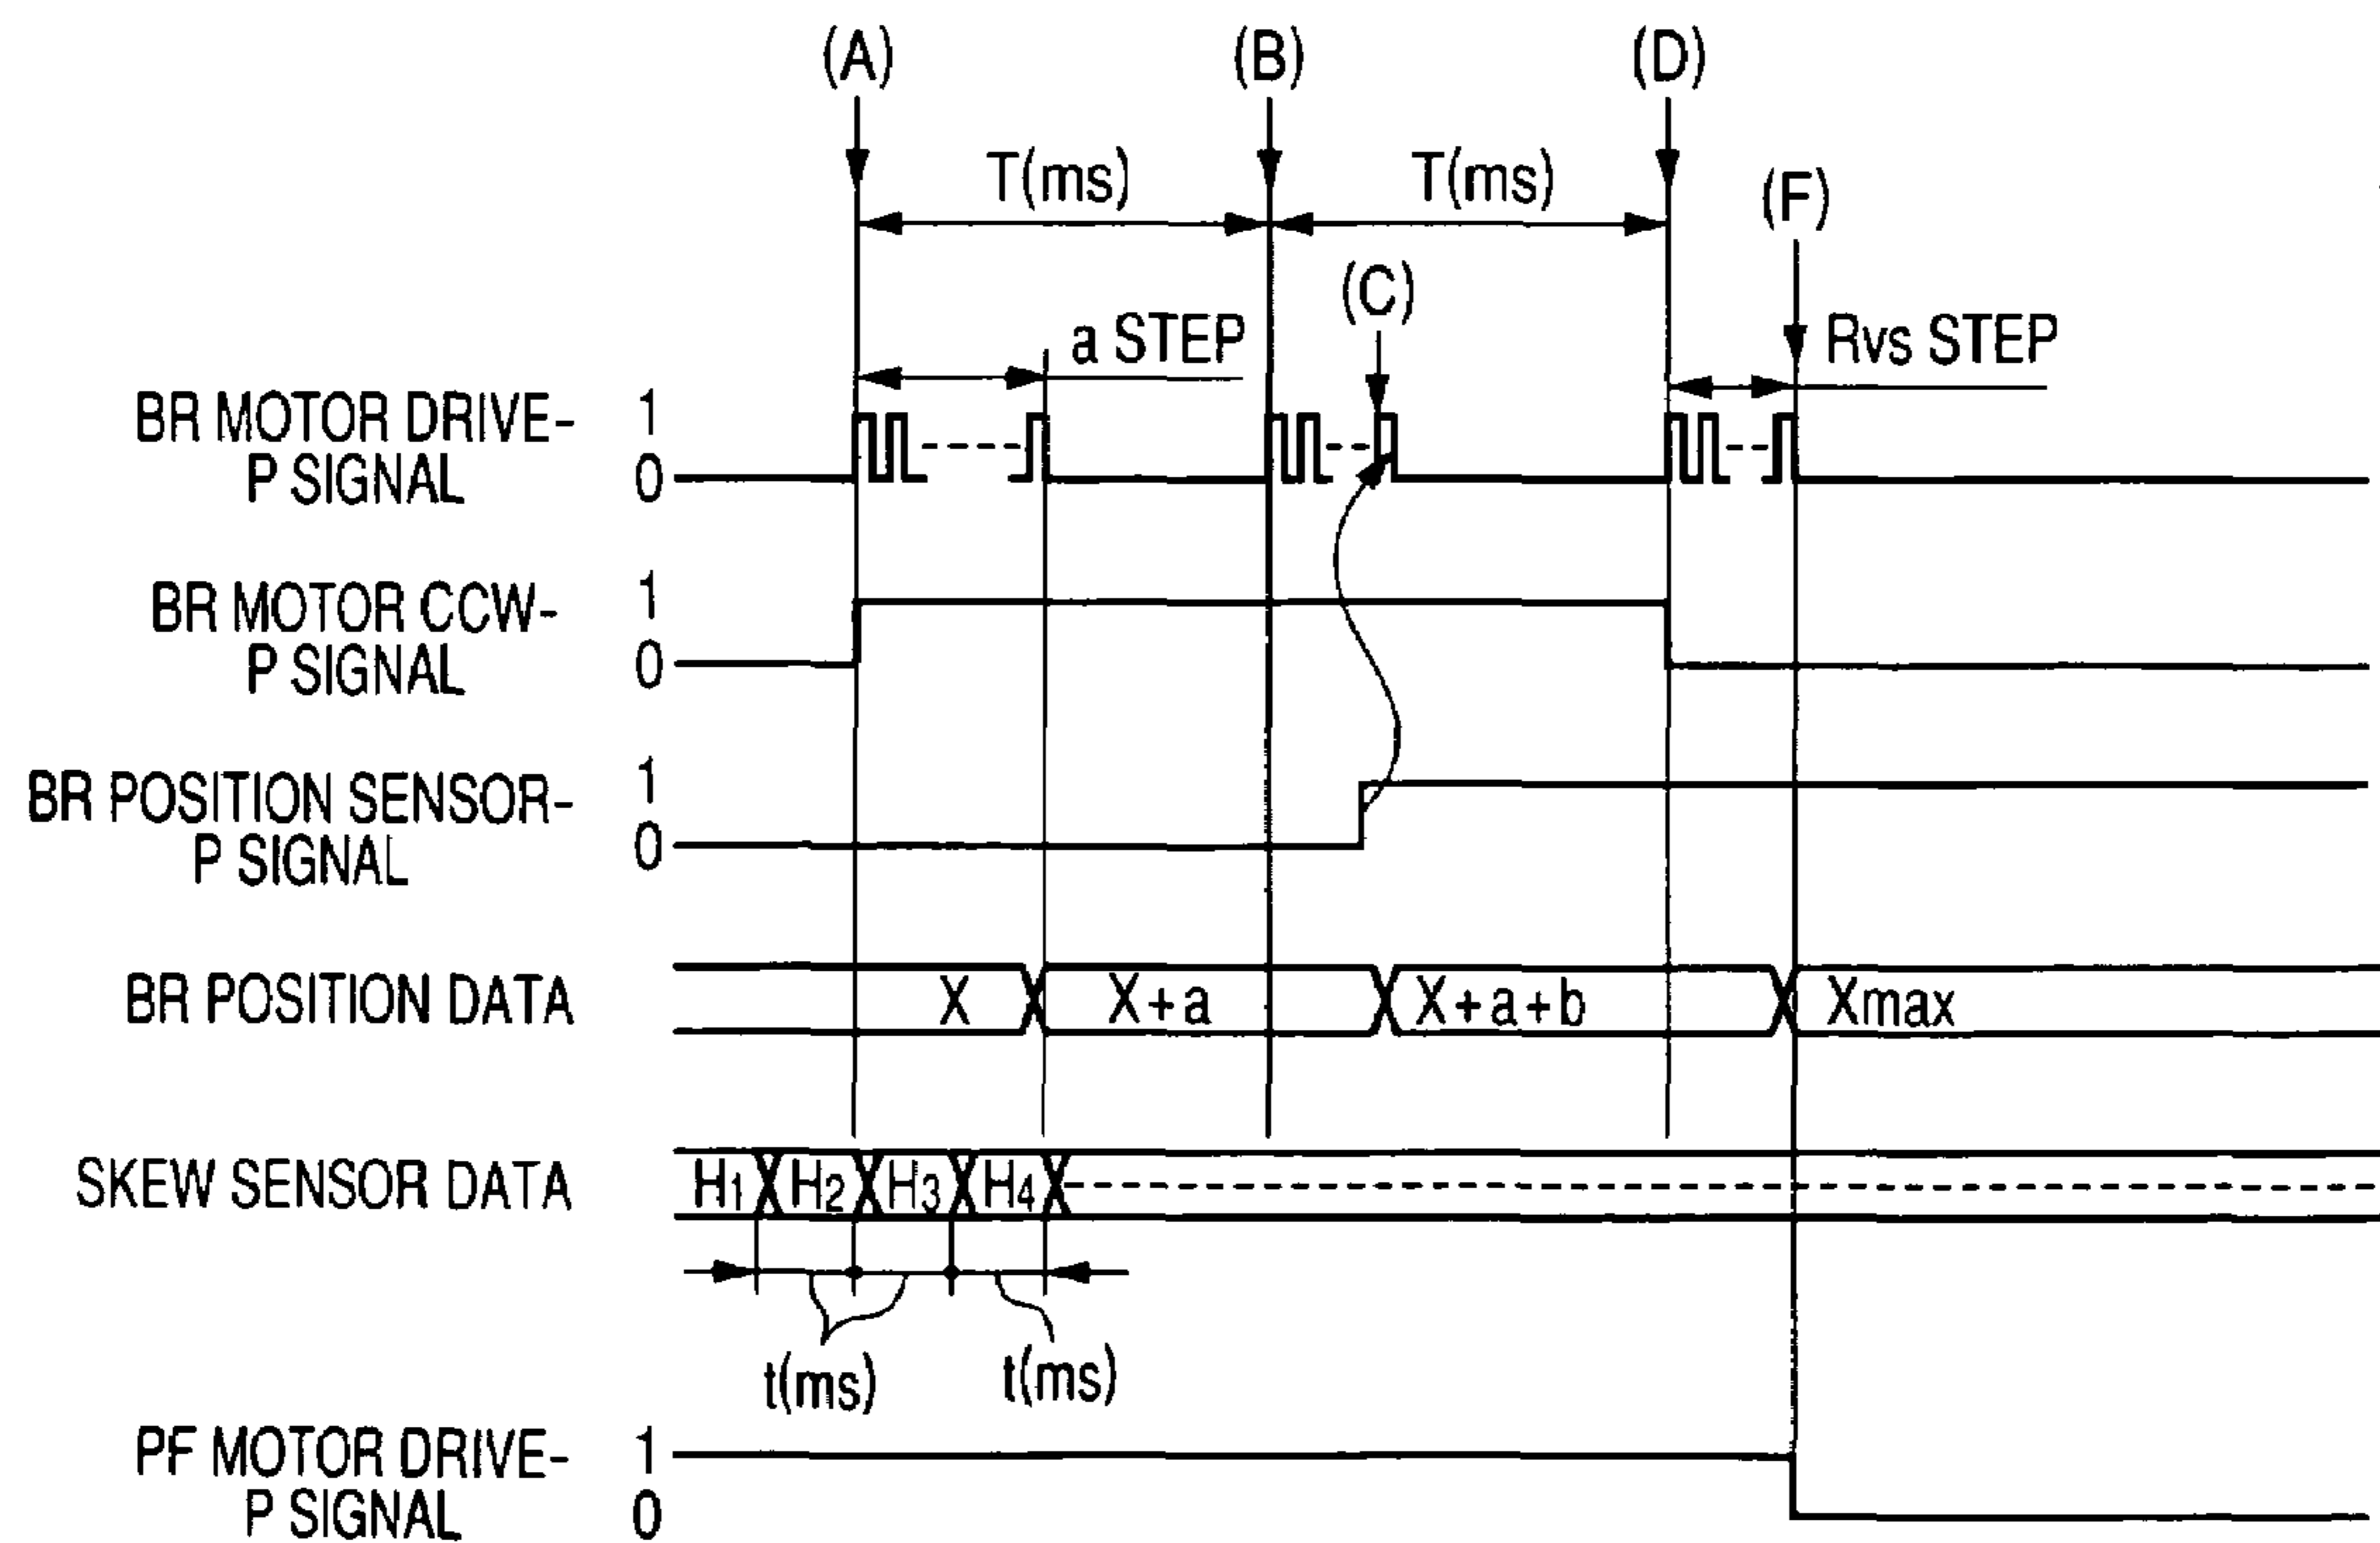 (A)
(B)
(D)
T(ms)
T(ms)
(F)
(C)
a STEP
Rvs STEP
BR MOTOR DRIVE-
P SIGNAL
1
0
BR MOTOR CCW-
P SIGNAL
1
0
BR POSITION SENSOR-
P SIGNAL
1
0
BR POSITION DATA
X
X+a
X+a+b
Xmax
SKEW SENSOR DATA
H1
H2
H3
H4
t(ms)
t(ms)
PF MOTOR DRIVE-
P SIGNAL
1
0